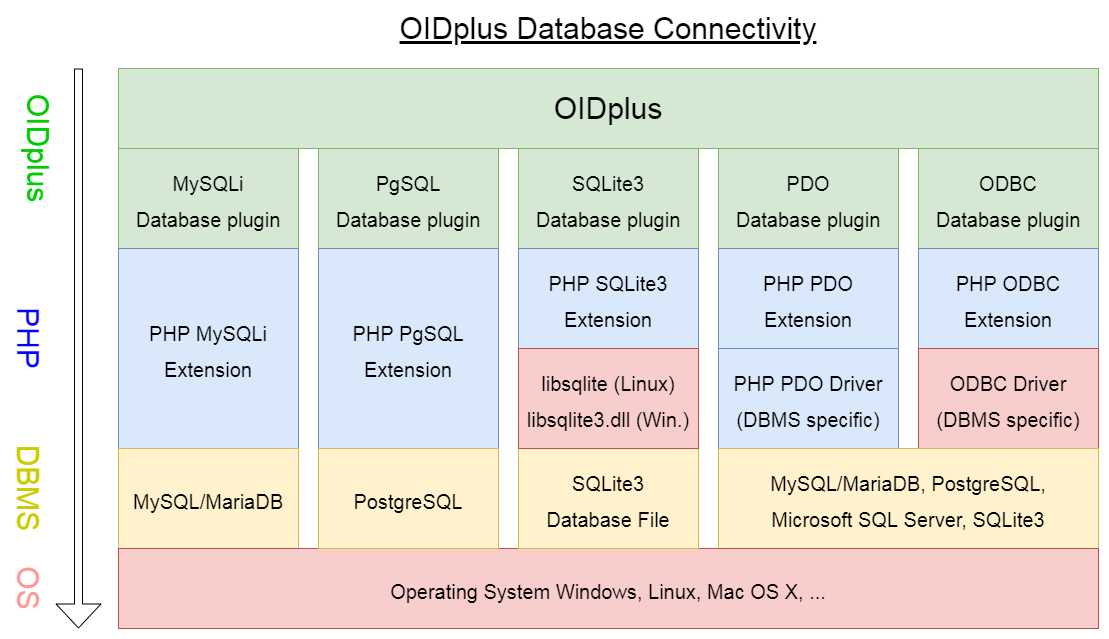 OIDplus Database Connectivity
OIDplus
OIDplus
MySQLi
Database plugin
PgSQL
Database plugin
SQLite3
Database plugin
PDO
Database plugin
ODBC
Database plugin
PHP
PHP MySQLi
Extension
PHP PgSQL
Extension
PHP SQLite3
Extension
PHP PDO
Extension
PHP ODBC
Extension
libsqlite (Linux)
libsqlite3.dll (Win.)
PHP PDO Driver
(DBMS specific)
ODBC Driver
(DBMS specific)
DBMS
MySQL/MariaDB
PostgreSQL
SQLite3
Database File
MySQL/MariaDB, PostgreSQL,
Microsoft SQL Server, SQLite3
OS
Operating System Windows, Linux, Mac OS X, ...